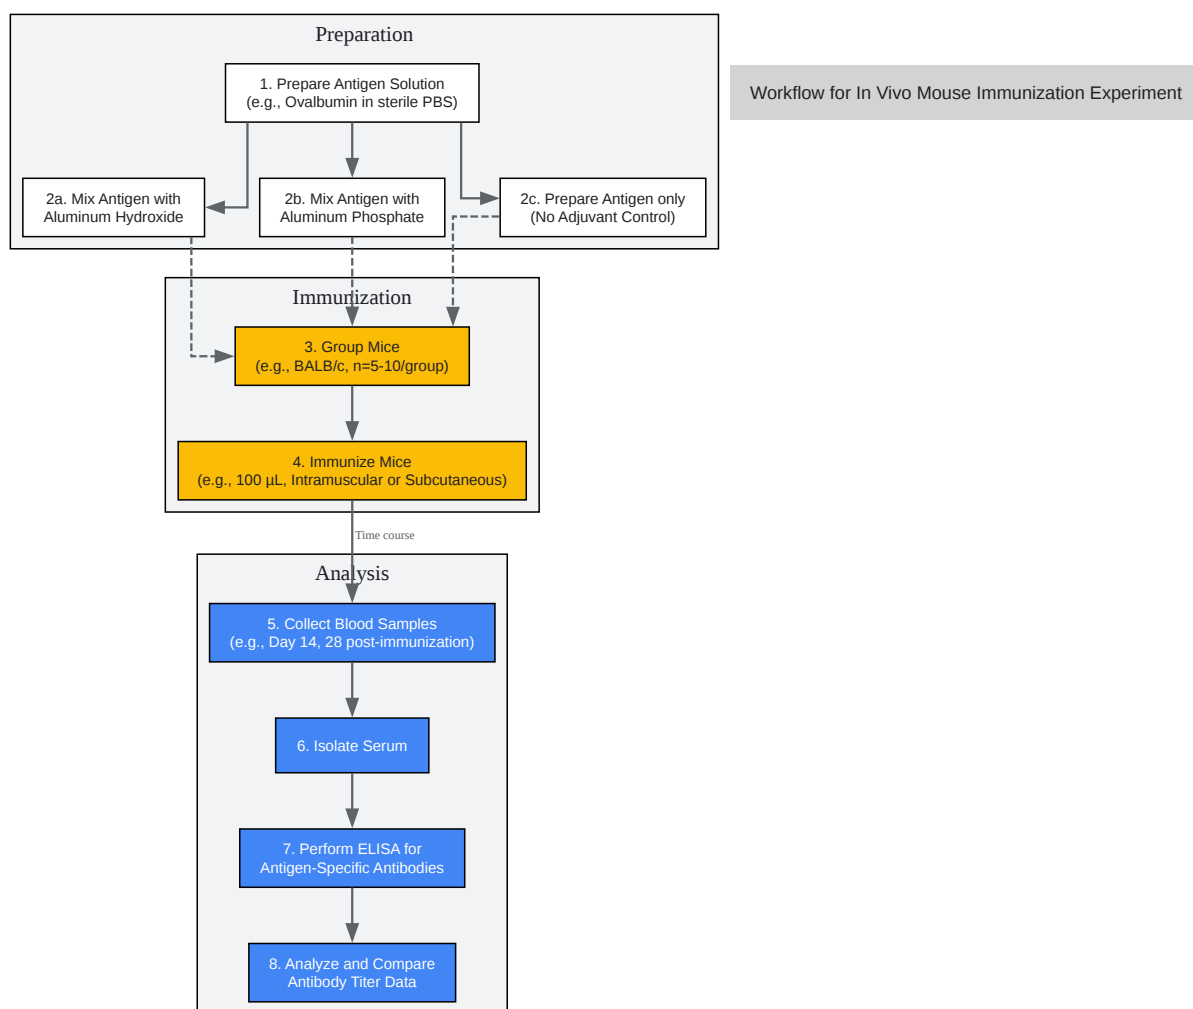 Preparation
1. Prepare Antigen Solution
(e.g., Ovalbumin in sterile PBS)
Workflow for In Vivo Mouse Immunization Experiment
2a. Mix Antigen with
Aluminum Hydroxide
2b. Mix Antigen with
Aluminum Phosphate
2c. Prepare Antigen only
(No Adjuvant Control)
Immunization
3. Group Mice
(e.g., BALB/c, n=5-10/group)
4. Immunize Mice
(e.g., 100 µL, Intramuscular or Subcutaneous)
Time course
Analysis
5. Collect Blood Samples
(e.g., Day 14, 28 post-immunization)
6. Isolate Serum
7. Perform ELISA for
Antigen-Specific Antibodies
8. Analyze and Compare
Antibody Titer Data